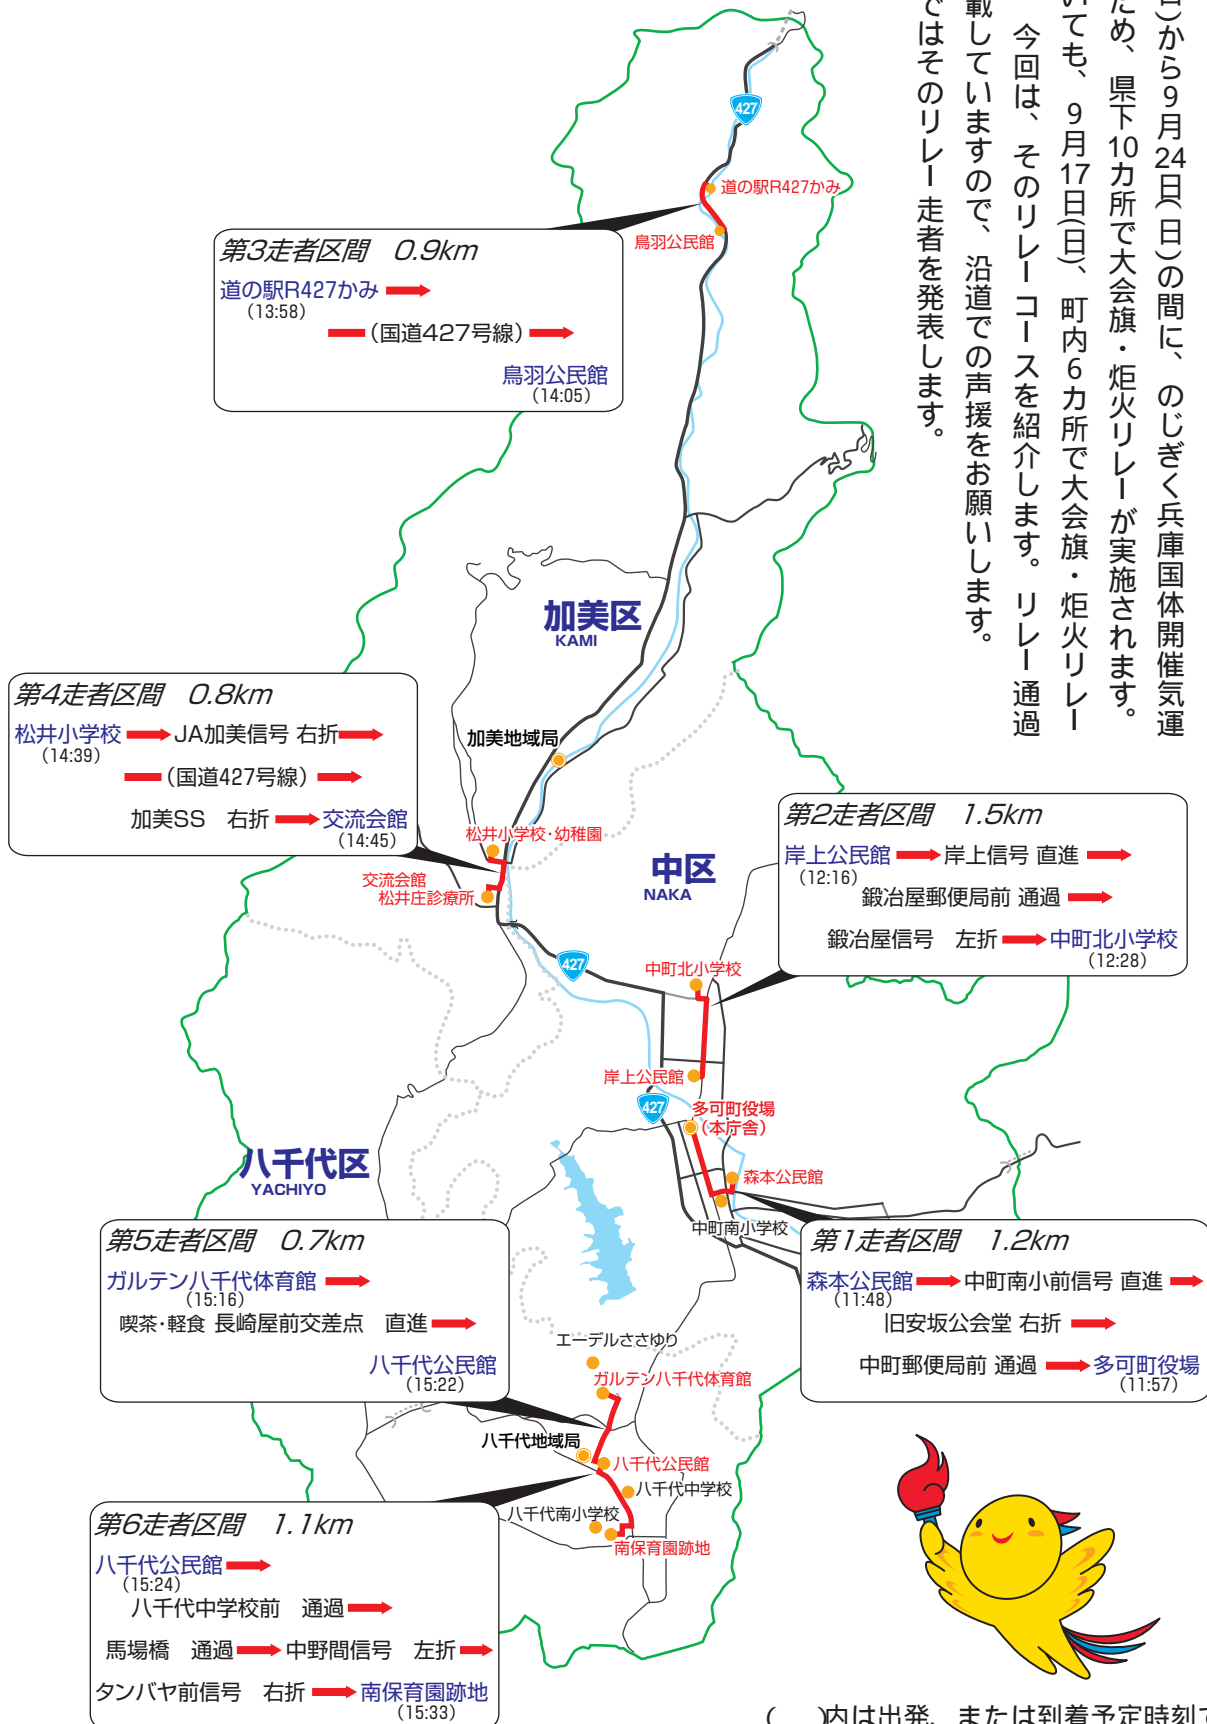 日)から9月24日(日)の間に、のじぎく兵庫国体開催気運
ため、県下10カ所で大会旗・炬火リレーが実施されます。
いても、9月17日(日)、町内6カ所で大会旗・炬火リレー
今回は、そのリレーコースを紹介します。リレー通過
載していますので、沿道での声援をお願いします。
ではそのリレー走者を発表します。
427
道の駅R427かみ
鳥羽公民館
第3走者区間 0.9km
道の駅R427かみ
(13:58)
(国道427号線)
鳥羽公民館
(14:05)
加美区
KAMI
第4走者区間 0.8km
松井小学校 JA加美信号 右折
(14:39)
(国道427号線)
加美SS 右折 交流会館
(14:45)
加美地域局
松井小学校・幼稚園
交流会館
松井庄診療所
中区
NAKA
第2走者区間 1.5km
岸上公民館 岸上信号 直進
(12:16)
鍛冶屋郵便局前 通過
鍛冶屋信号 左折 中町北小学校
(12:28)
427
中町北小学校
岸上公民館
427
多可町役場
(本庁舎)
森本公民館
中町南小学校
八千代区
YACHIYO
第5走者区間 0.7km
ガルテン八千代体育館
(15:16)
喫茶・軽食 長崎屋前交差点 直進
八千代公民館
(15:22)
第1走者区間 1.2km
森本公民館 中町南小前信号 直進
(11:48)
旧安坂公会堂 右折
中町郵便局前 通過 多可町役場
(11:57)
エーデルささゆり
ガルテン八千代体育館
八千代地域局
八千代公民館
八千代中学校
八千代南小学校
南保育園跡地
第6走者区間 1.1km
八千代公民館
(15:24)
八千代中学校前 通過
馬場橋 通過 中野間信号 左折
タンバヤ前信号 右折 南保育園跡地
(15:33)
( )内は出発、または到着予定時刻で